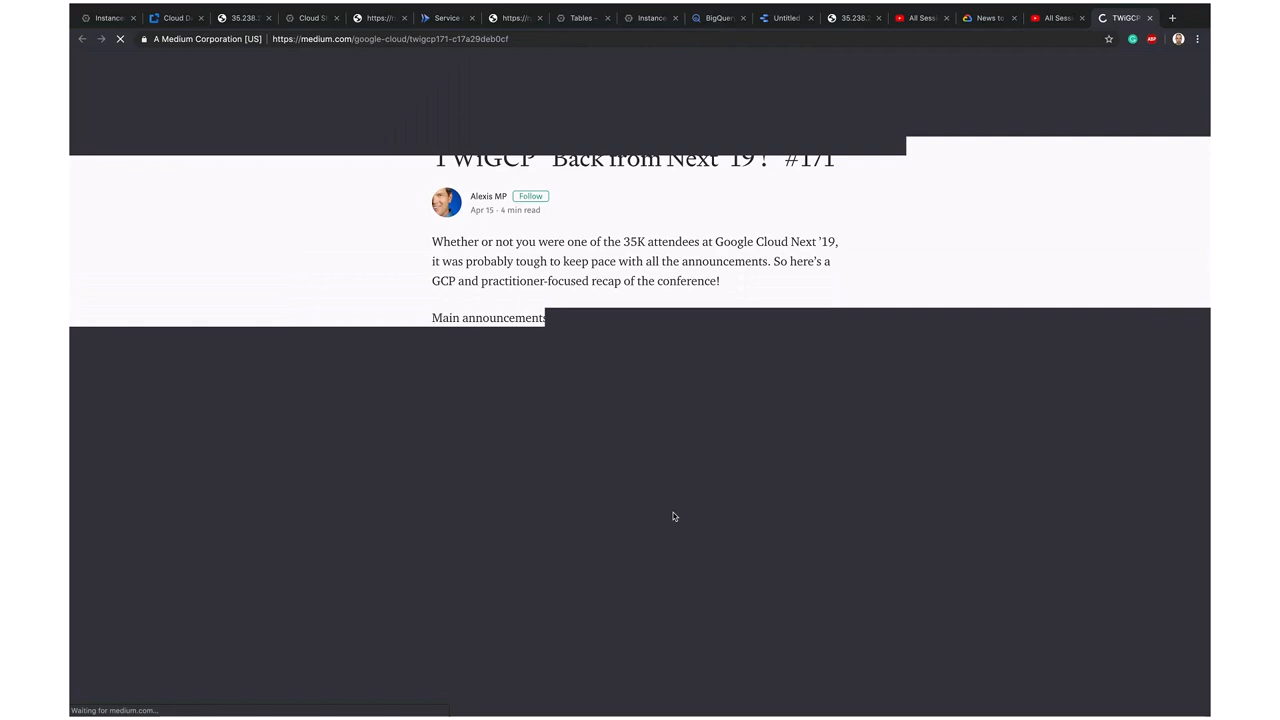 Instance
Cloud De
35.238.
Cloud St
https://n
Service
https://n
Tables –
Instance
BigQuer
Untitled
35.238.
All Sessi
News to
All Sessi
TWiGCP
A Medium Corporation [US]
https://medium.com/google-cloud/twigcp171-c17a29deb0cf
ABP
TWiGCP "Back from Next '19!" #171
Alexis MP
Follow
Apr 15 · 4 min read
Whether or not you were one of the 35K attendees at Google Cloud Next ’19,
it was probably tough to keep pace with all the announcements. So here’s a
GCP and practitioner-focused recap of the conference!
Main announcements
Waiting for medium.com...